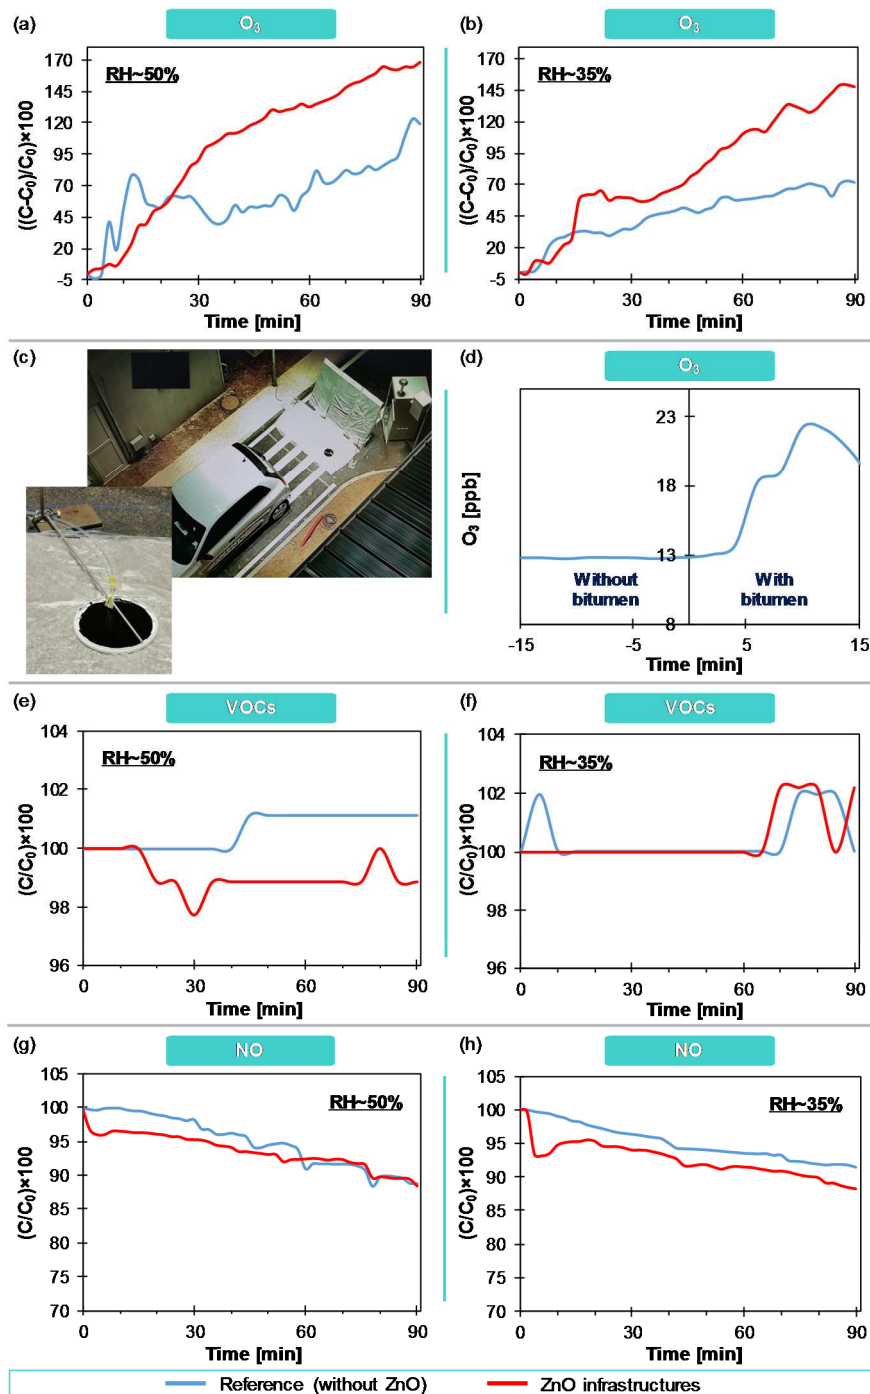 (a)
O₃
RH~50%
((C-C₀)/C₀)×100
170
145
120
95
70
45
20
-5
0
30
60
90
Time [min]
(b)
O₃
RH~35%
((C-C₀)/C₀)×100
170
145
120
95
70
45
20
-5
0
30
60
90
Time [min]
(c)
(d)
O₃
O₃ [ppb]
23
18
13
8
Without
bitumen
With
bitumen
-15
-5
5
15
Time [min]
(e)
VOCs
RH~50%
(C/C₀)×100
104
102
100
98
96
0
30
60
90
Time [min]
(f)
VOCs
RH~35%
(C/C₀)×100
104
102
100
98
96
0
30
60
90
Time [min]
(g)
NO
RH~50%
(C/C₀)×100
105
100
95
90
85
80
75
70
0
30
60
90
Time [min]
(h)
NO
RH~35%
(C/C₀)×100
105
100
95
90
85
80
75
70
0
30
60
90
Time [min]
Reference (without ZnO)
ZnO infrastructures